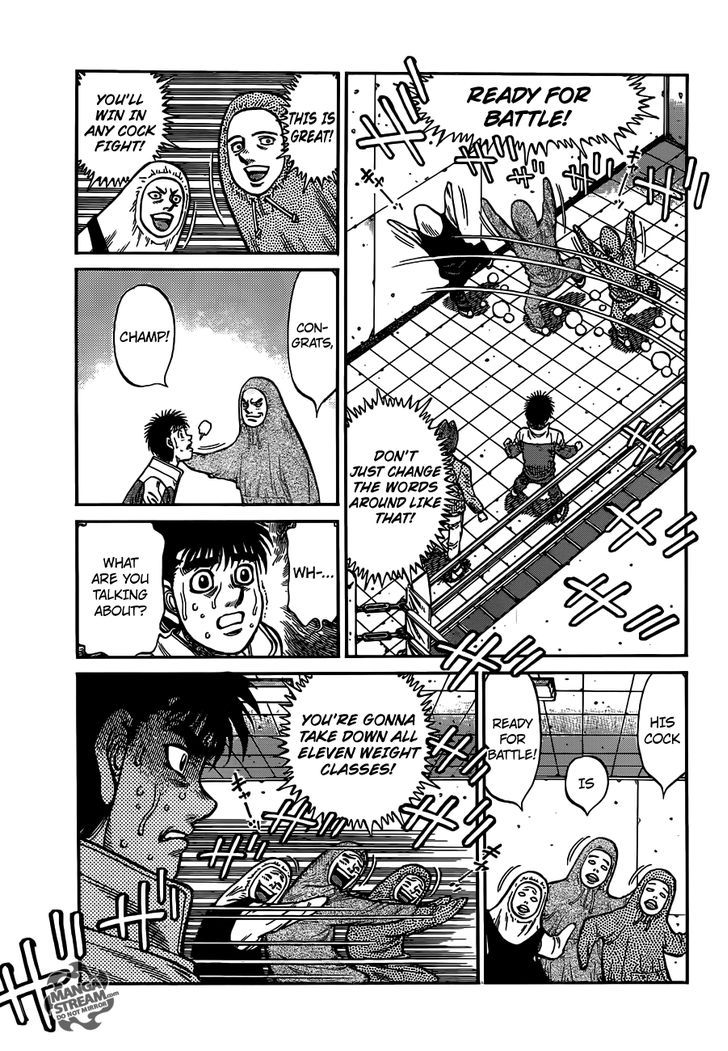 READY FOR
BATTLE!
DON'T
JUST CHANGE
THE WORDS
AROUND LIKE
THAT!
THIS IS
GREAT!
YOU'LL
WIN IN
ANY COCK
FIGHT!
CON-
GRATS,
CHAMP!
WH-...
WHAT
ARE YOU
TALKING
ABOUT?
HIS
COCK
IS
READY
FOR
BATTLE!
YOU'RE GONNA
TAKE DOWN ALL
ELEVEN WEIGHT
CLASSES!
MANGA
STREAM
.COM
DO NOT MIRROR